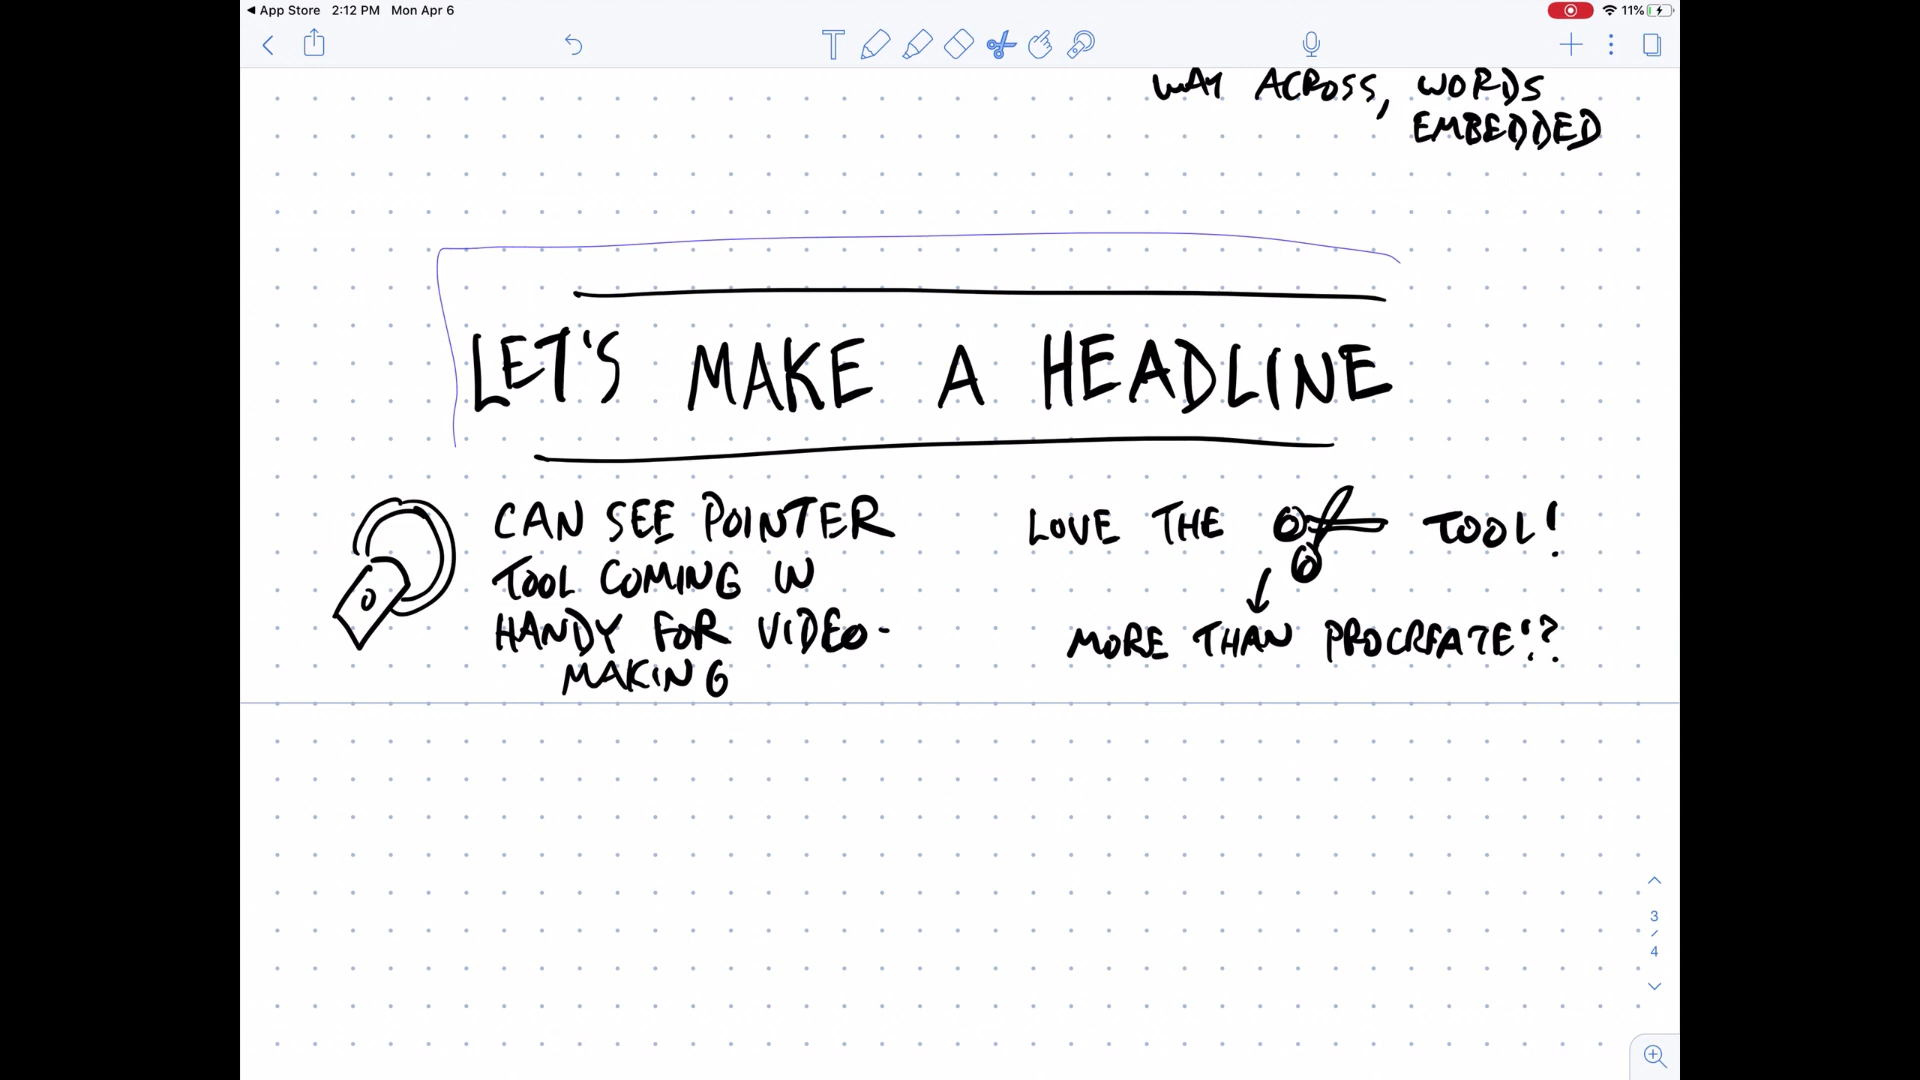 App Store 2:12 PM Mon Apr 6
11%
T
WAY ACROSS, WORDS
EMBEDDED
LET'S MAKE A HEADLINE
CAN SEE POINTER
TOOL COMING IN
HANDY FOR VIDEO-
MAKING
LOVE THE TOOL!
MORE THAN PROCREATE!?
3
/
4